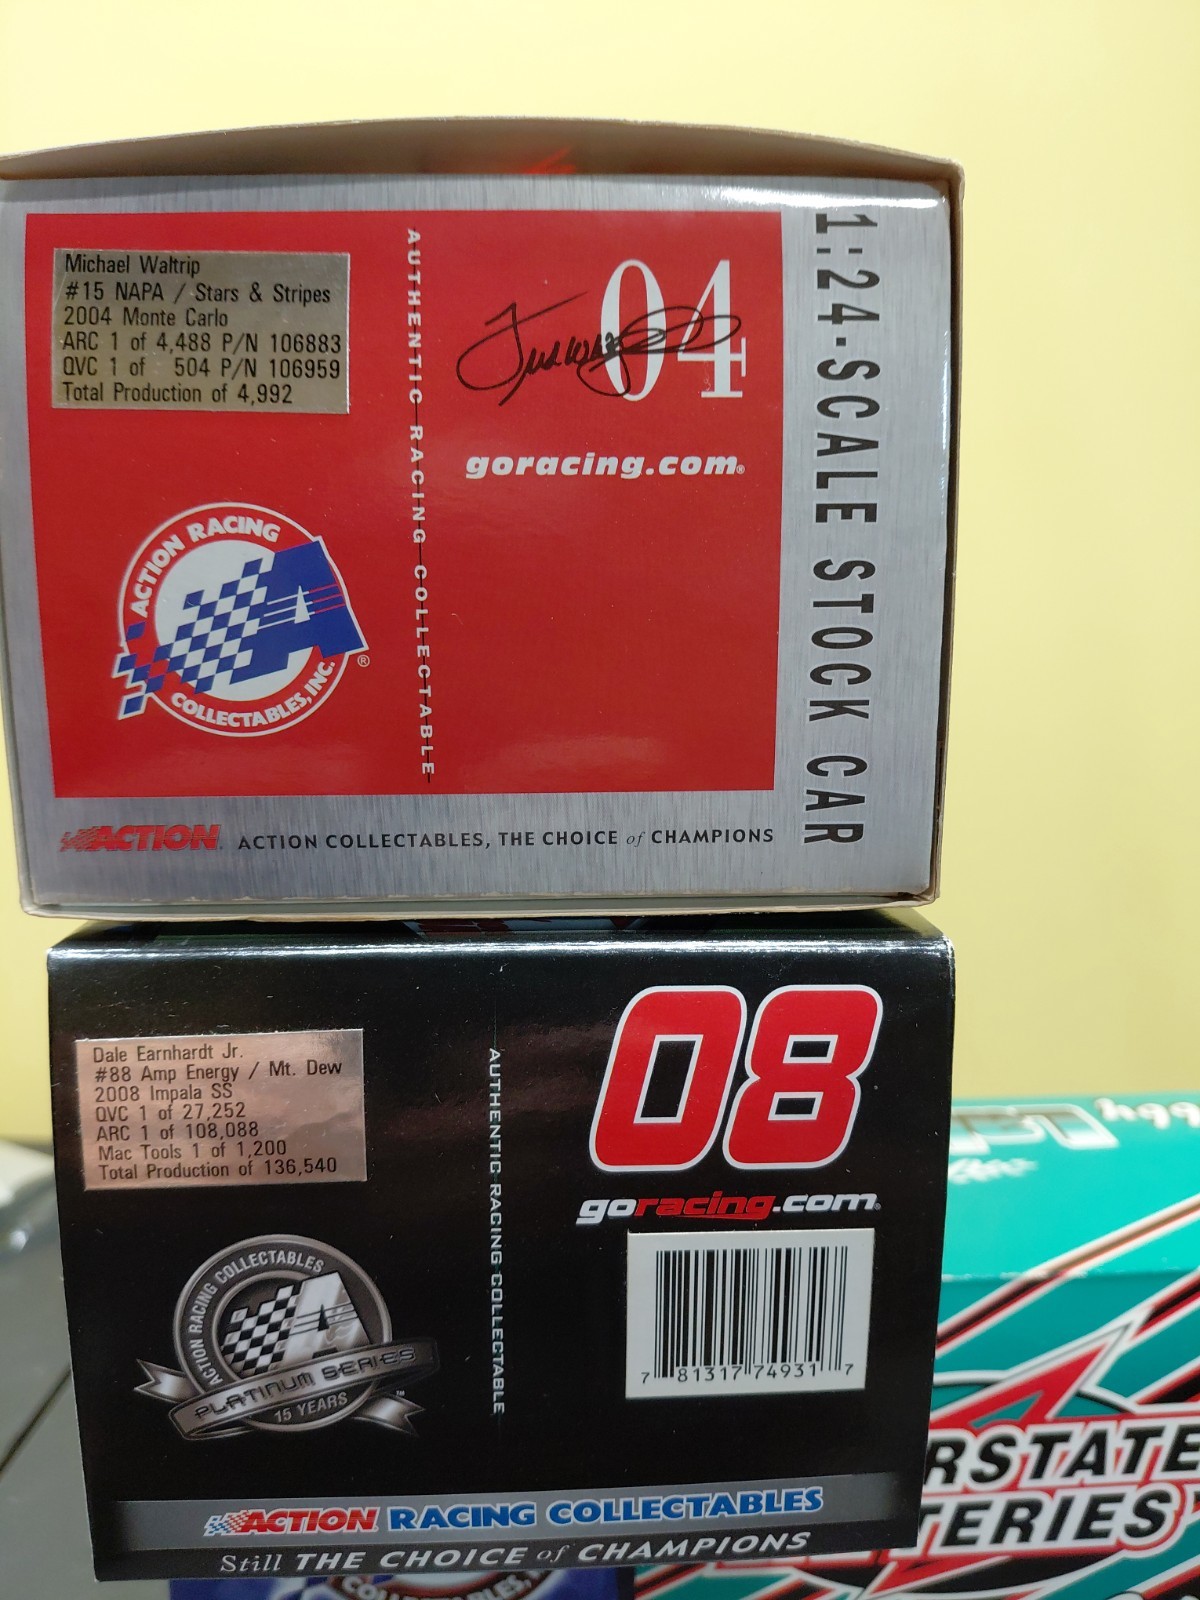 Michael Waltrip
#15 NAPA / Stars & Stripes
2004 Monte Carlo
ARC 1 of 4,488 P/N 106883
QVC 1 of 504 P/N 106959
Total Production of 4,992
AUTHENTIC RACING COLLECTABLE
04
goracing.com®
1:24-SCALE STOCK CAR
ACTION RACING
COLLECTABLES, INC.
®
ACTION. ACTION COLLECTABLES, THE CHOICE of CHAMPIONS
Dale Earnhardt Jr.
#88 Amp Energy / Mt. Dew
2008 Impala SS
QVC 1 of 27,252
ARC 1 of 108,088
Mac Tools 1 of 1,200
Total Production of 136,540
AUTHENTIC RACING COLLECTABLE
08
goracing.com®
7 81317 74931 7
ACTION RACING COLLECTABLES
PLATINUM SERIES
™
15 YEARS
ACTION RACING COLLECTABLES
Still THE CHOICE of CHAMPIONS
RSTATE
TERIES
COLLECTABLES,